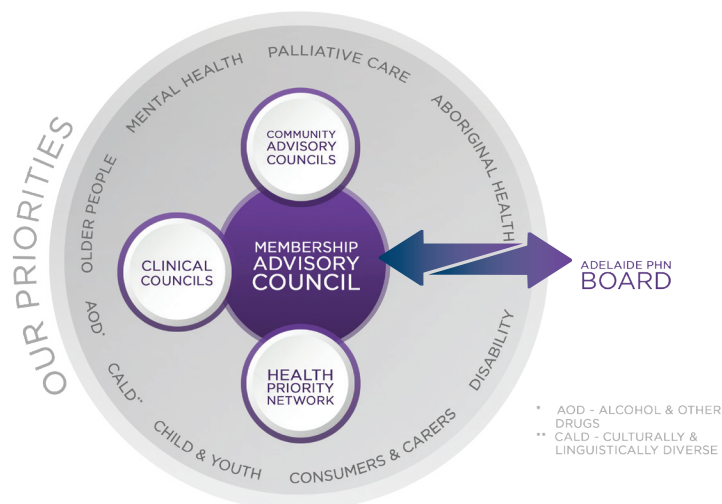 OUR PRIORITIES
AOD*
OLDER PEOPLE
MENTAL HEALTH
PALLIATIVE CARE
ABORIGINAL HEALTH
DISABILITY
CONSUMERS & CARERS
CHILD & YOUTH
CALD**
COMMUNITY
ADVISORY
COUNCILS
CLINICAL
COUNCILS
MEMBERSHIP
ADVISORY
COUNCIL
HEALTH
PRIORITY
NETWORK
ADELAIDE PHN
BOARD
* AOD - ALCOHOL & OTHER
DRUGS
** CALD - CULTURALLY &
LINGUISTICALLY DIVERSE